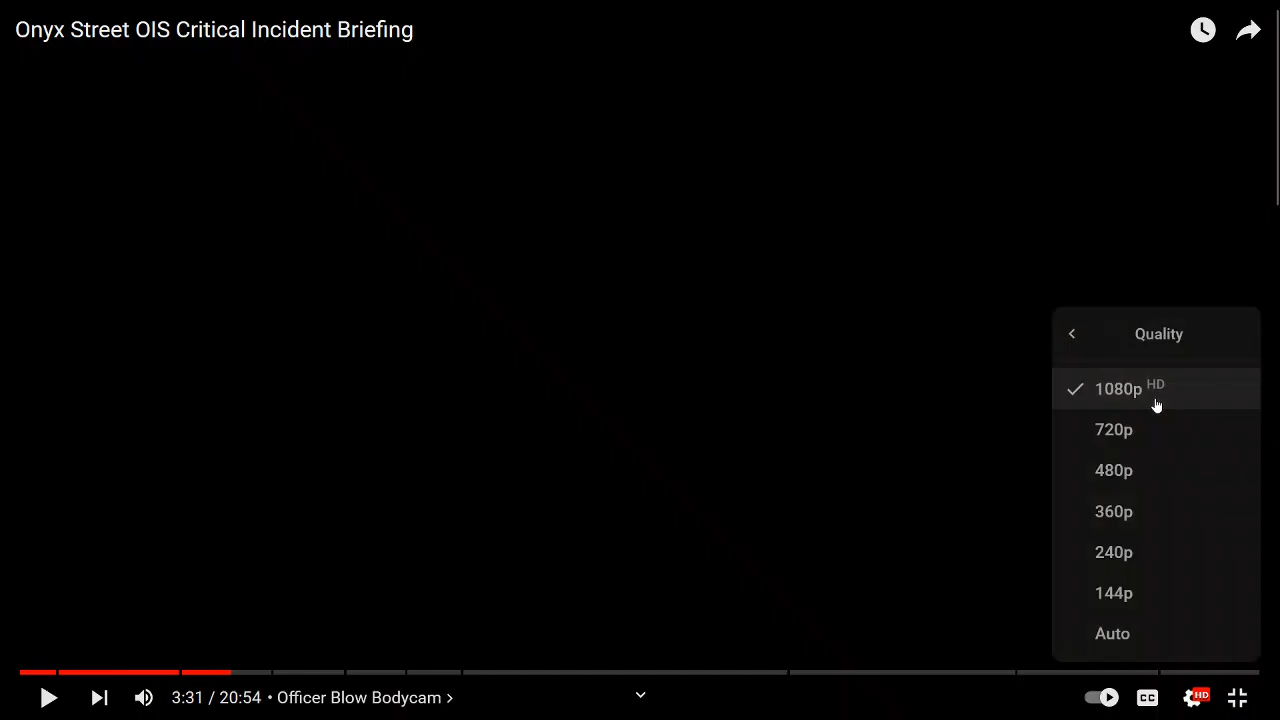 Onyx Street OIS Critical Incident Briefing
Quality
1080p HD
720p
480p
360p
240p
144p
Auto
3:31 / 20:54 • Officer Blow Bodycam >
CC
HD